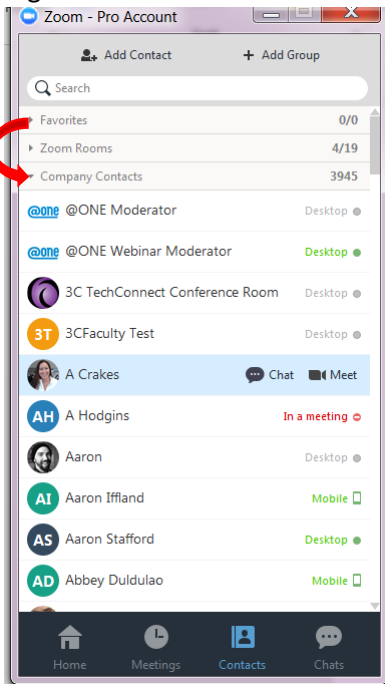 Zoom - Pro Account
Add Contact + Add Group
Search
Favorites 0/0
Zoom Rooms 4/19
Company Contacts 3945
@one @ONE Moderator Desktop
@one @ONE Webinar Moderator Desktop
3C TechConnect Conference Room Desktop
3T 3CFaculty Test Desktop
A Crakes Chat Meet
AH A Hodgins In a meeting
Aaron Desktop
AI Aaron Iffland Mobile
AS Aaron Stafford Desktop
AD Abbey Duldulao Mobile
Home Meetings Contacts Chats